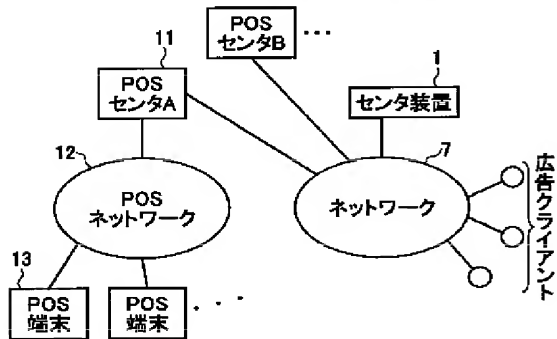 POS
センタB
...
11
POS
センタA
1
センタ装置
12
POS
ネットワーク
7
ネットワーク
広告クライアント
13
POS
端末
POS
端末
. . .